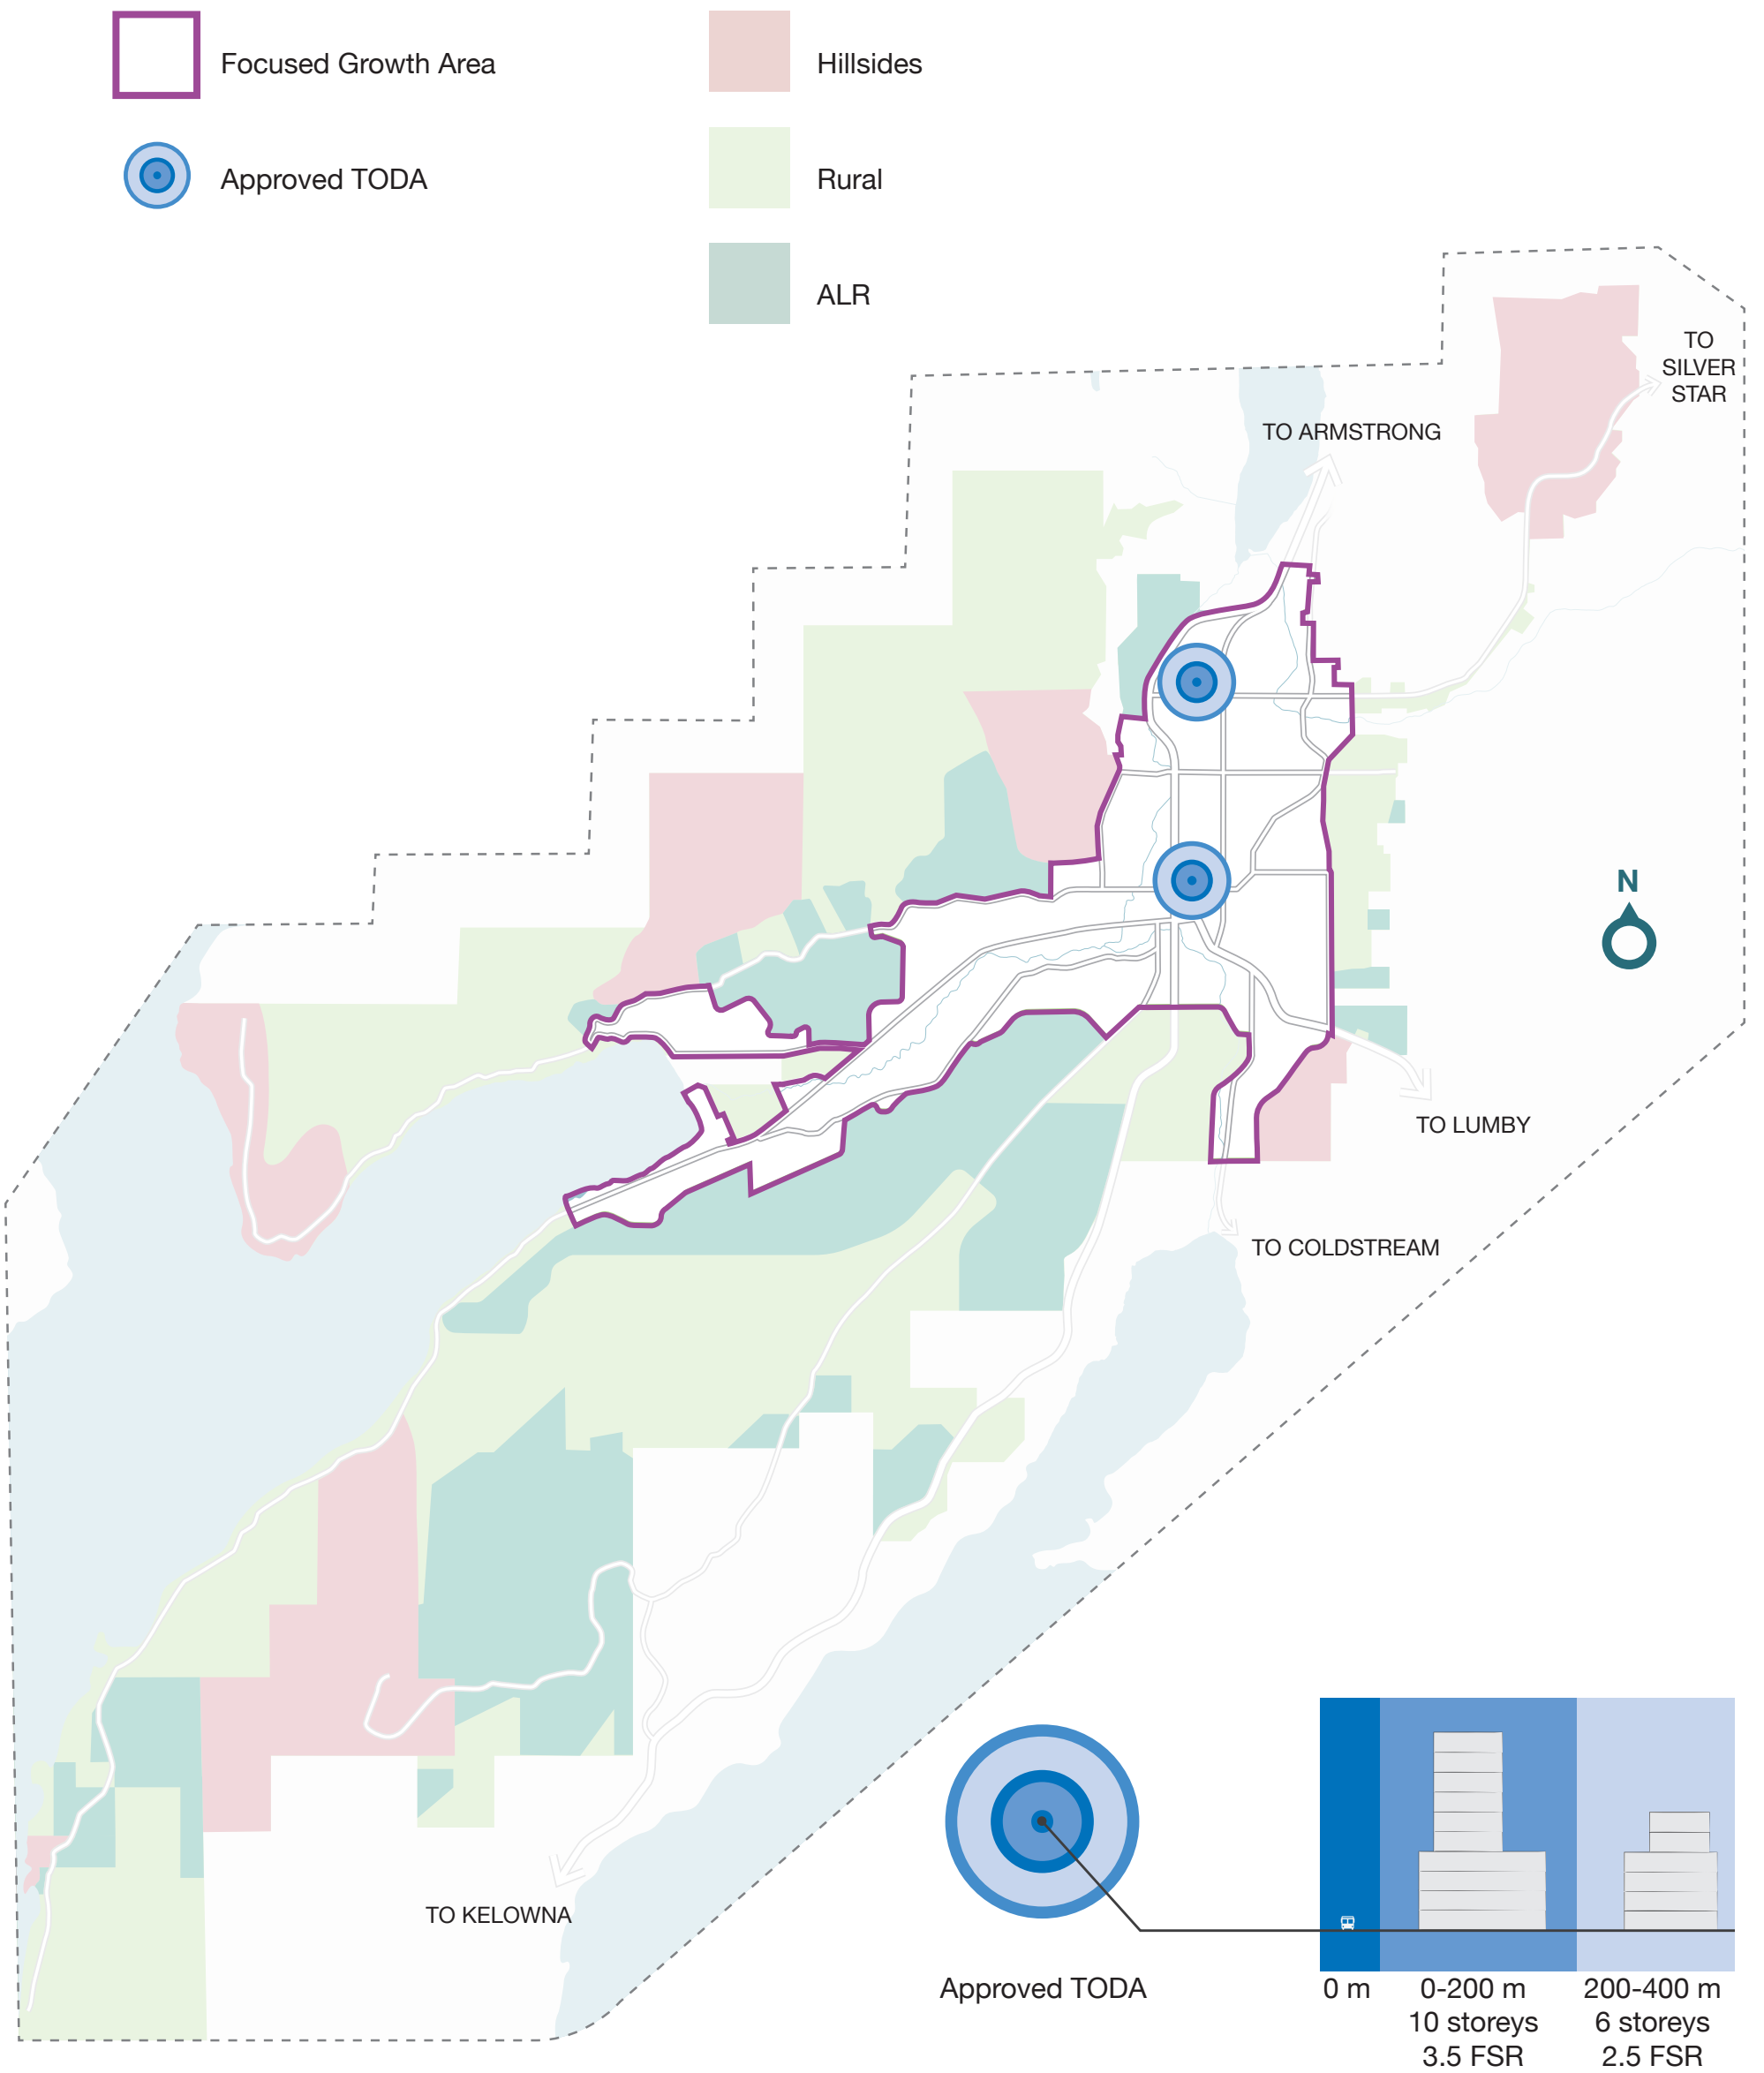 Focused Growth Area
Approved TODA
Hillsides
Rural
ALR
TO
SILVER
STAR
TO ARMSTRONG
N
TO LUMBY
TO COLDSTREAM
TO KELOWNA
Approved TODA
0 m
0-200 m
10 storeys
3.5 FSR
200-400 m
6 storeys
2.5 FSR